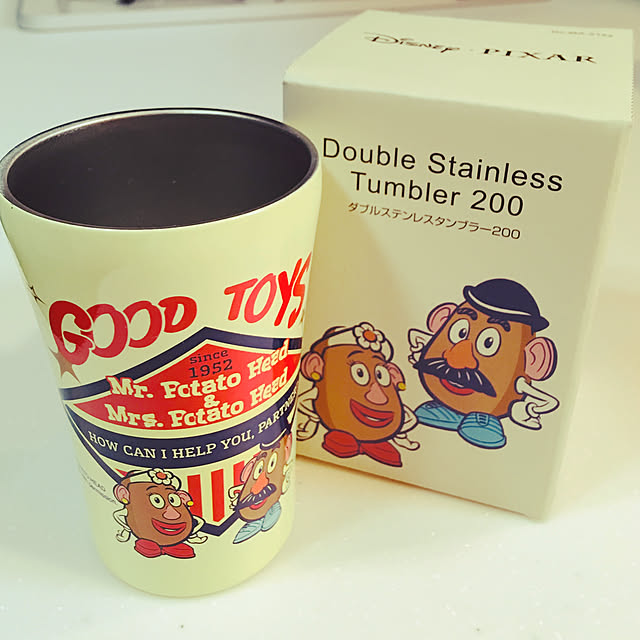 Disney · PIXAR
Double Stainless
Tumbler 200
ダブルステンレスタンブラー200
GOOD TOYS
since
1952
Mr. Potato Head
&
Mrs. Potato Head
HOW CAN I HELP YOU, PARTNE